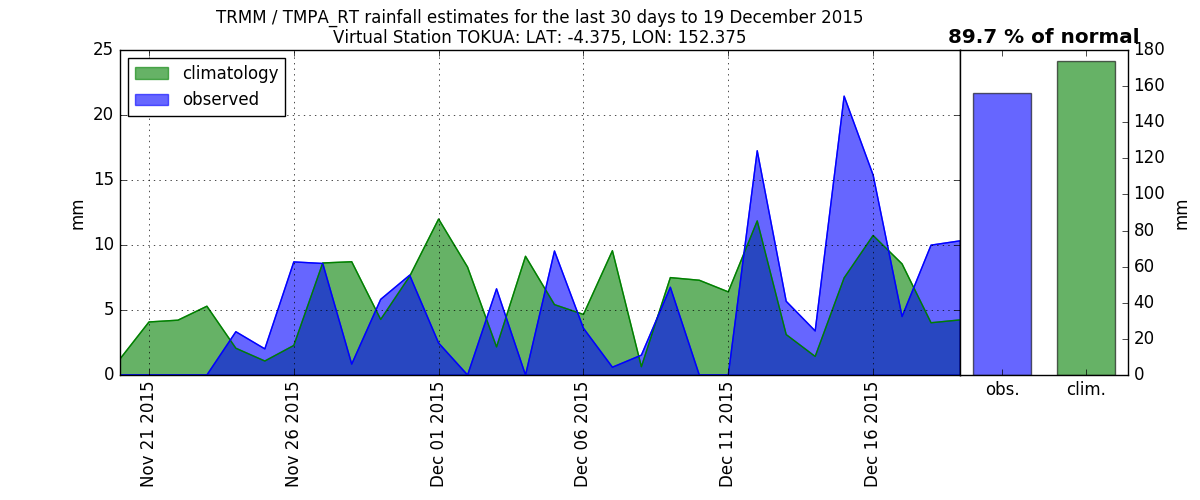 TRMM / TMPA_RT rainfall estimates for the last 30 days to 19 December 2015
Virtual Station TOKUA: LAT: -4.375, LON: 152.375
89.7 % of normal
climatology
observed
25
20
15
10
5
0
mm
Nov 21 2015
Nov 26 2015
Dec 01 2015
Dec 06 2015
Dec 11 2015
Dec 16 2015
180
160
140
120
100
80
60
40
20
0
mm
obs.
clim.